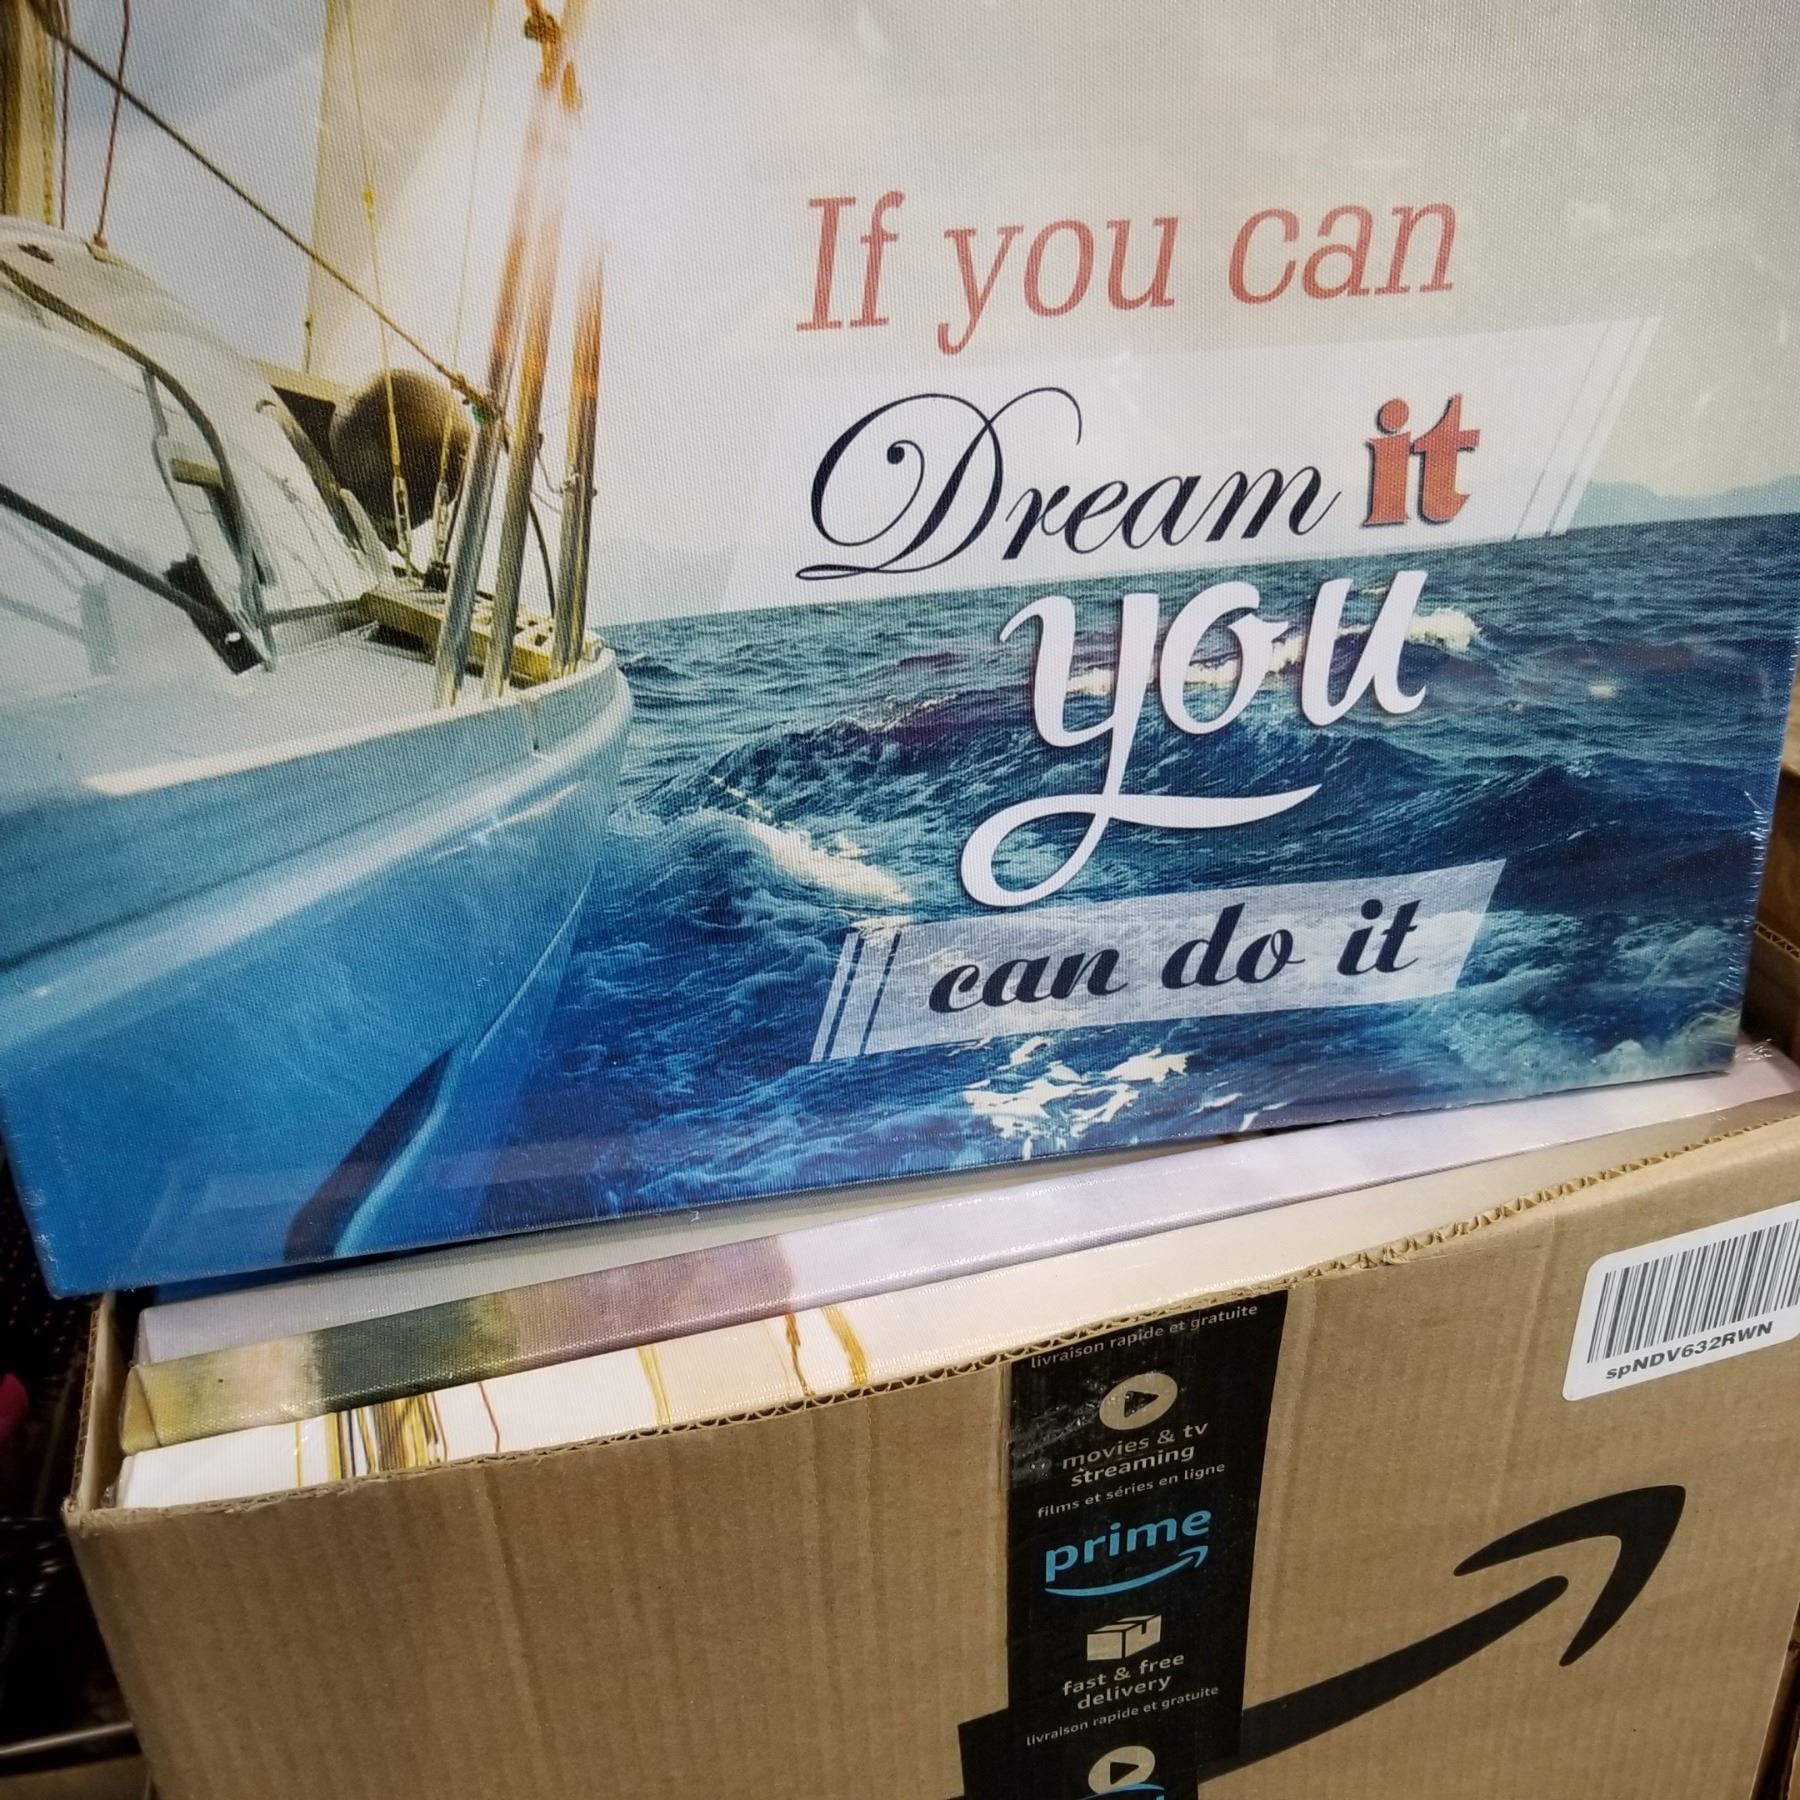 If you can
Dream it
you
can do it
livraison rapide et gratuite
movies & tv
streaming
films et séries en ligne
prime
fast & free
delivery
livraison rapide et gratuite
spNDV632RWN